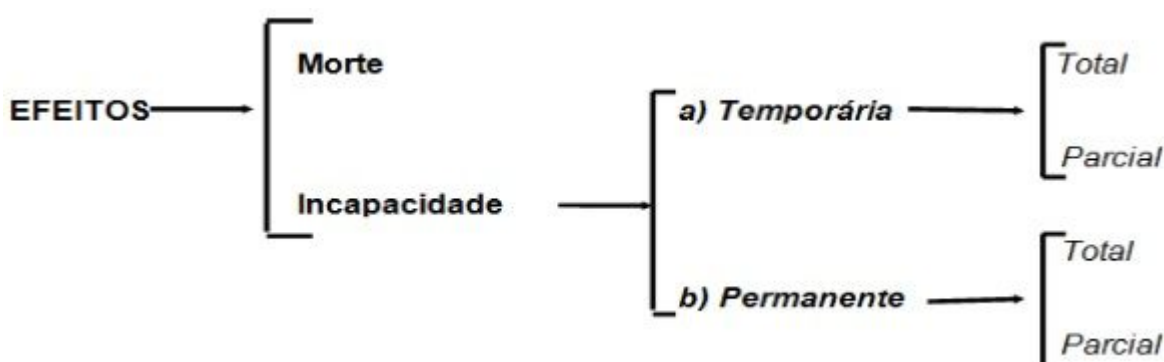 EFEITOS
Morte
Incapacidade
a) Temporária
Total
Parcial
b) Permanente
Total
Parcial